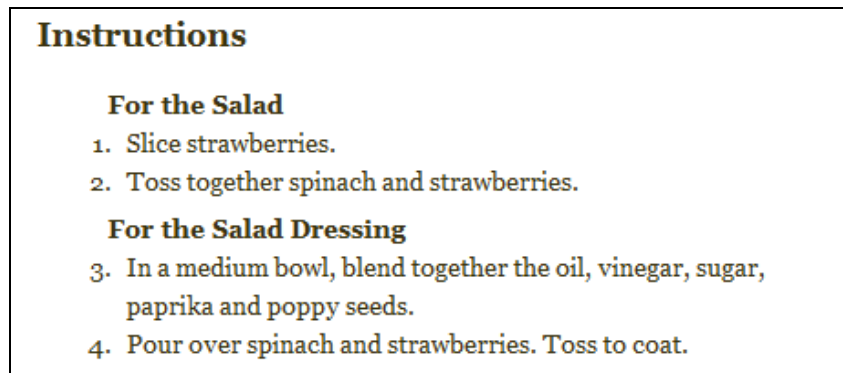 Instructions
For the Salad
1. Slice strawberries.
2. Toss together spinach and strawberries.
For the Salad Dressing
3. In a medium bowl, blend together the oil, vinegar, sugar,
paprika and poppy seeds.
4. Pour over spinach and strawberries. Toss to coat.